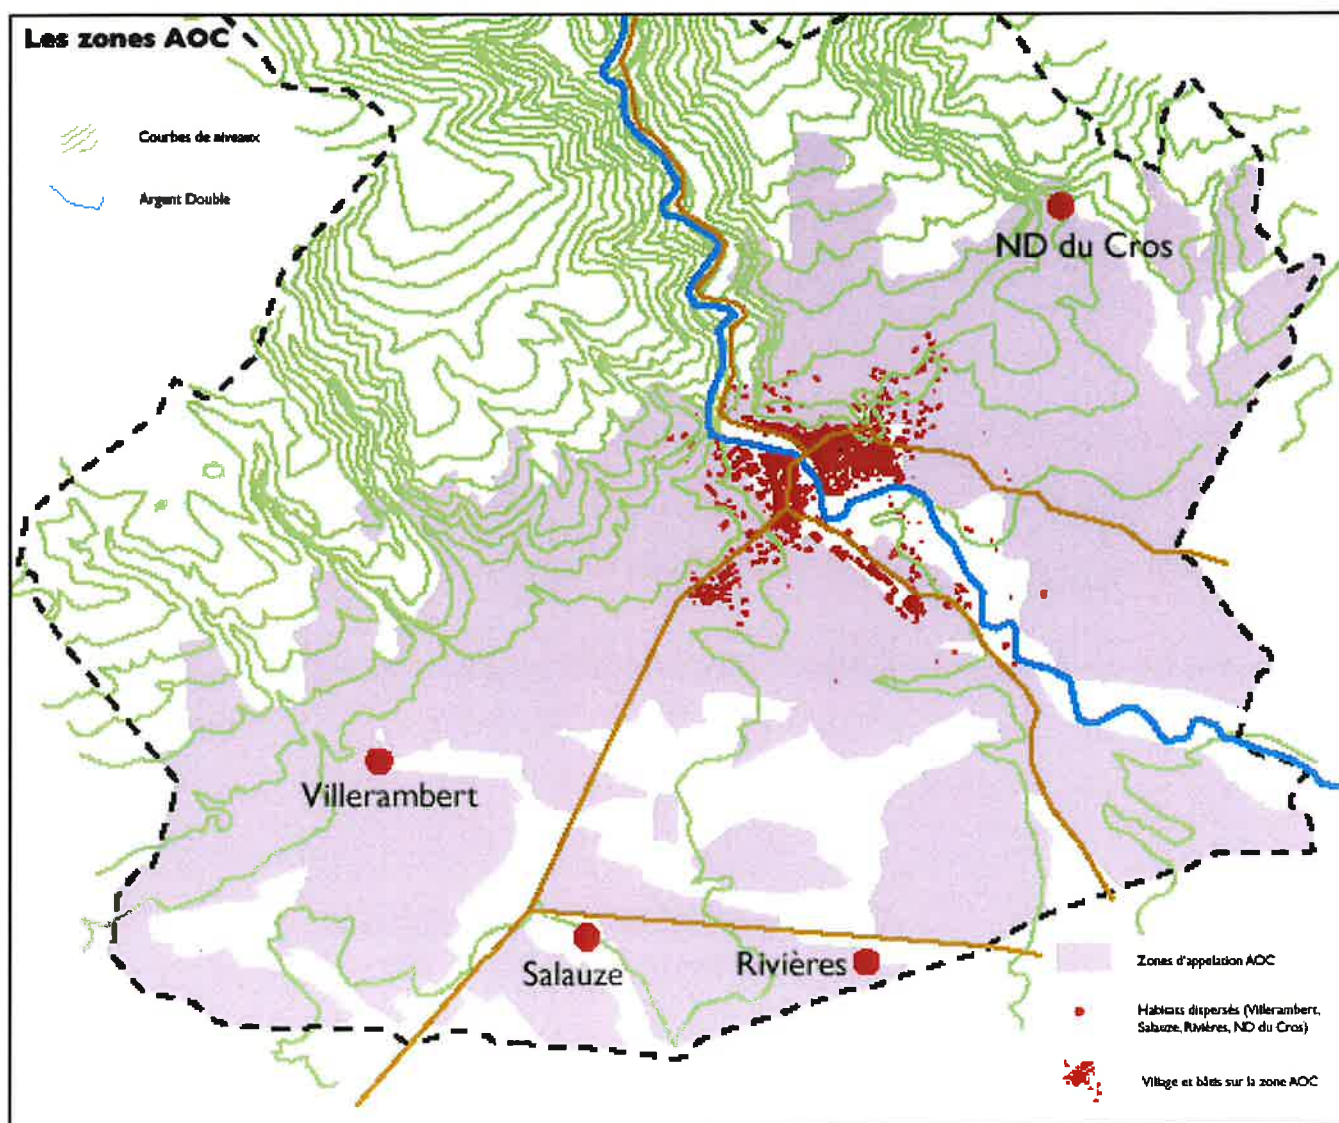 Les zones AOC
Courbes de niveaux
Argent Double
ND du Cros
Villerambert
Salauze
Rivières
Zones d'appelation AOC
Habitats dispersés (Villerambert,
Salauze, Rivières, ND du Cros)
Village et bâtis sur la zone AOC